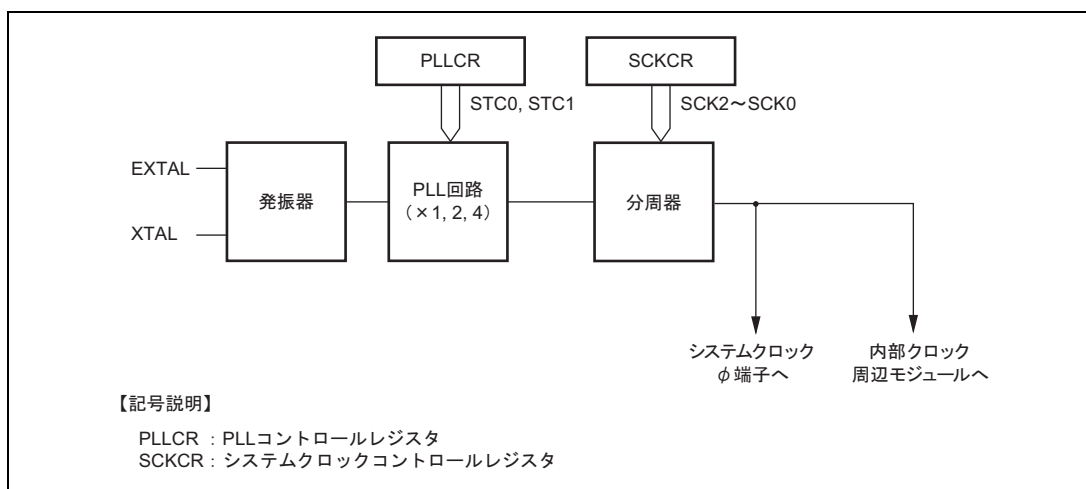 PLLCR
SCKCR
STC0, STC1
SCK2～SCK0
EXTAL
XTAL
発振器
PLL回路
（×1, 2, 4）
分周器
システムクロック
φ端子へ
内部クロック
周辺モジュールへ
【記号説明】
PLLCR ：PLLコントロールレジスタ
SCKCR：システムクロックコントロールレジスタ